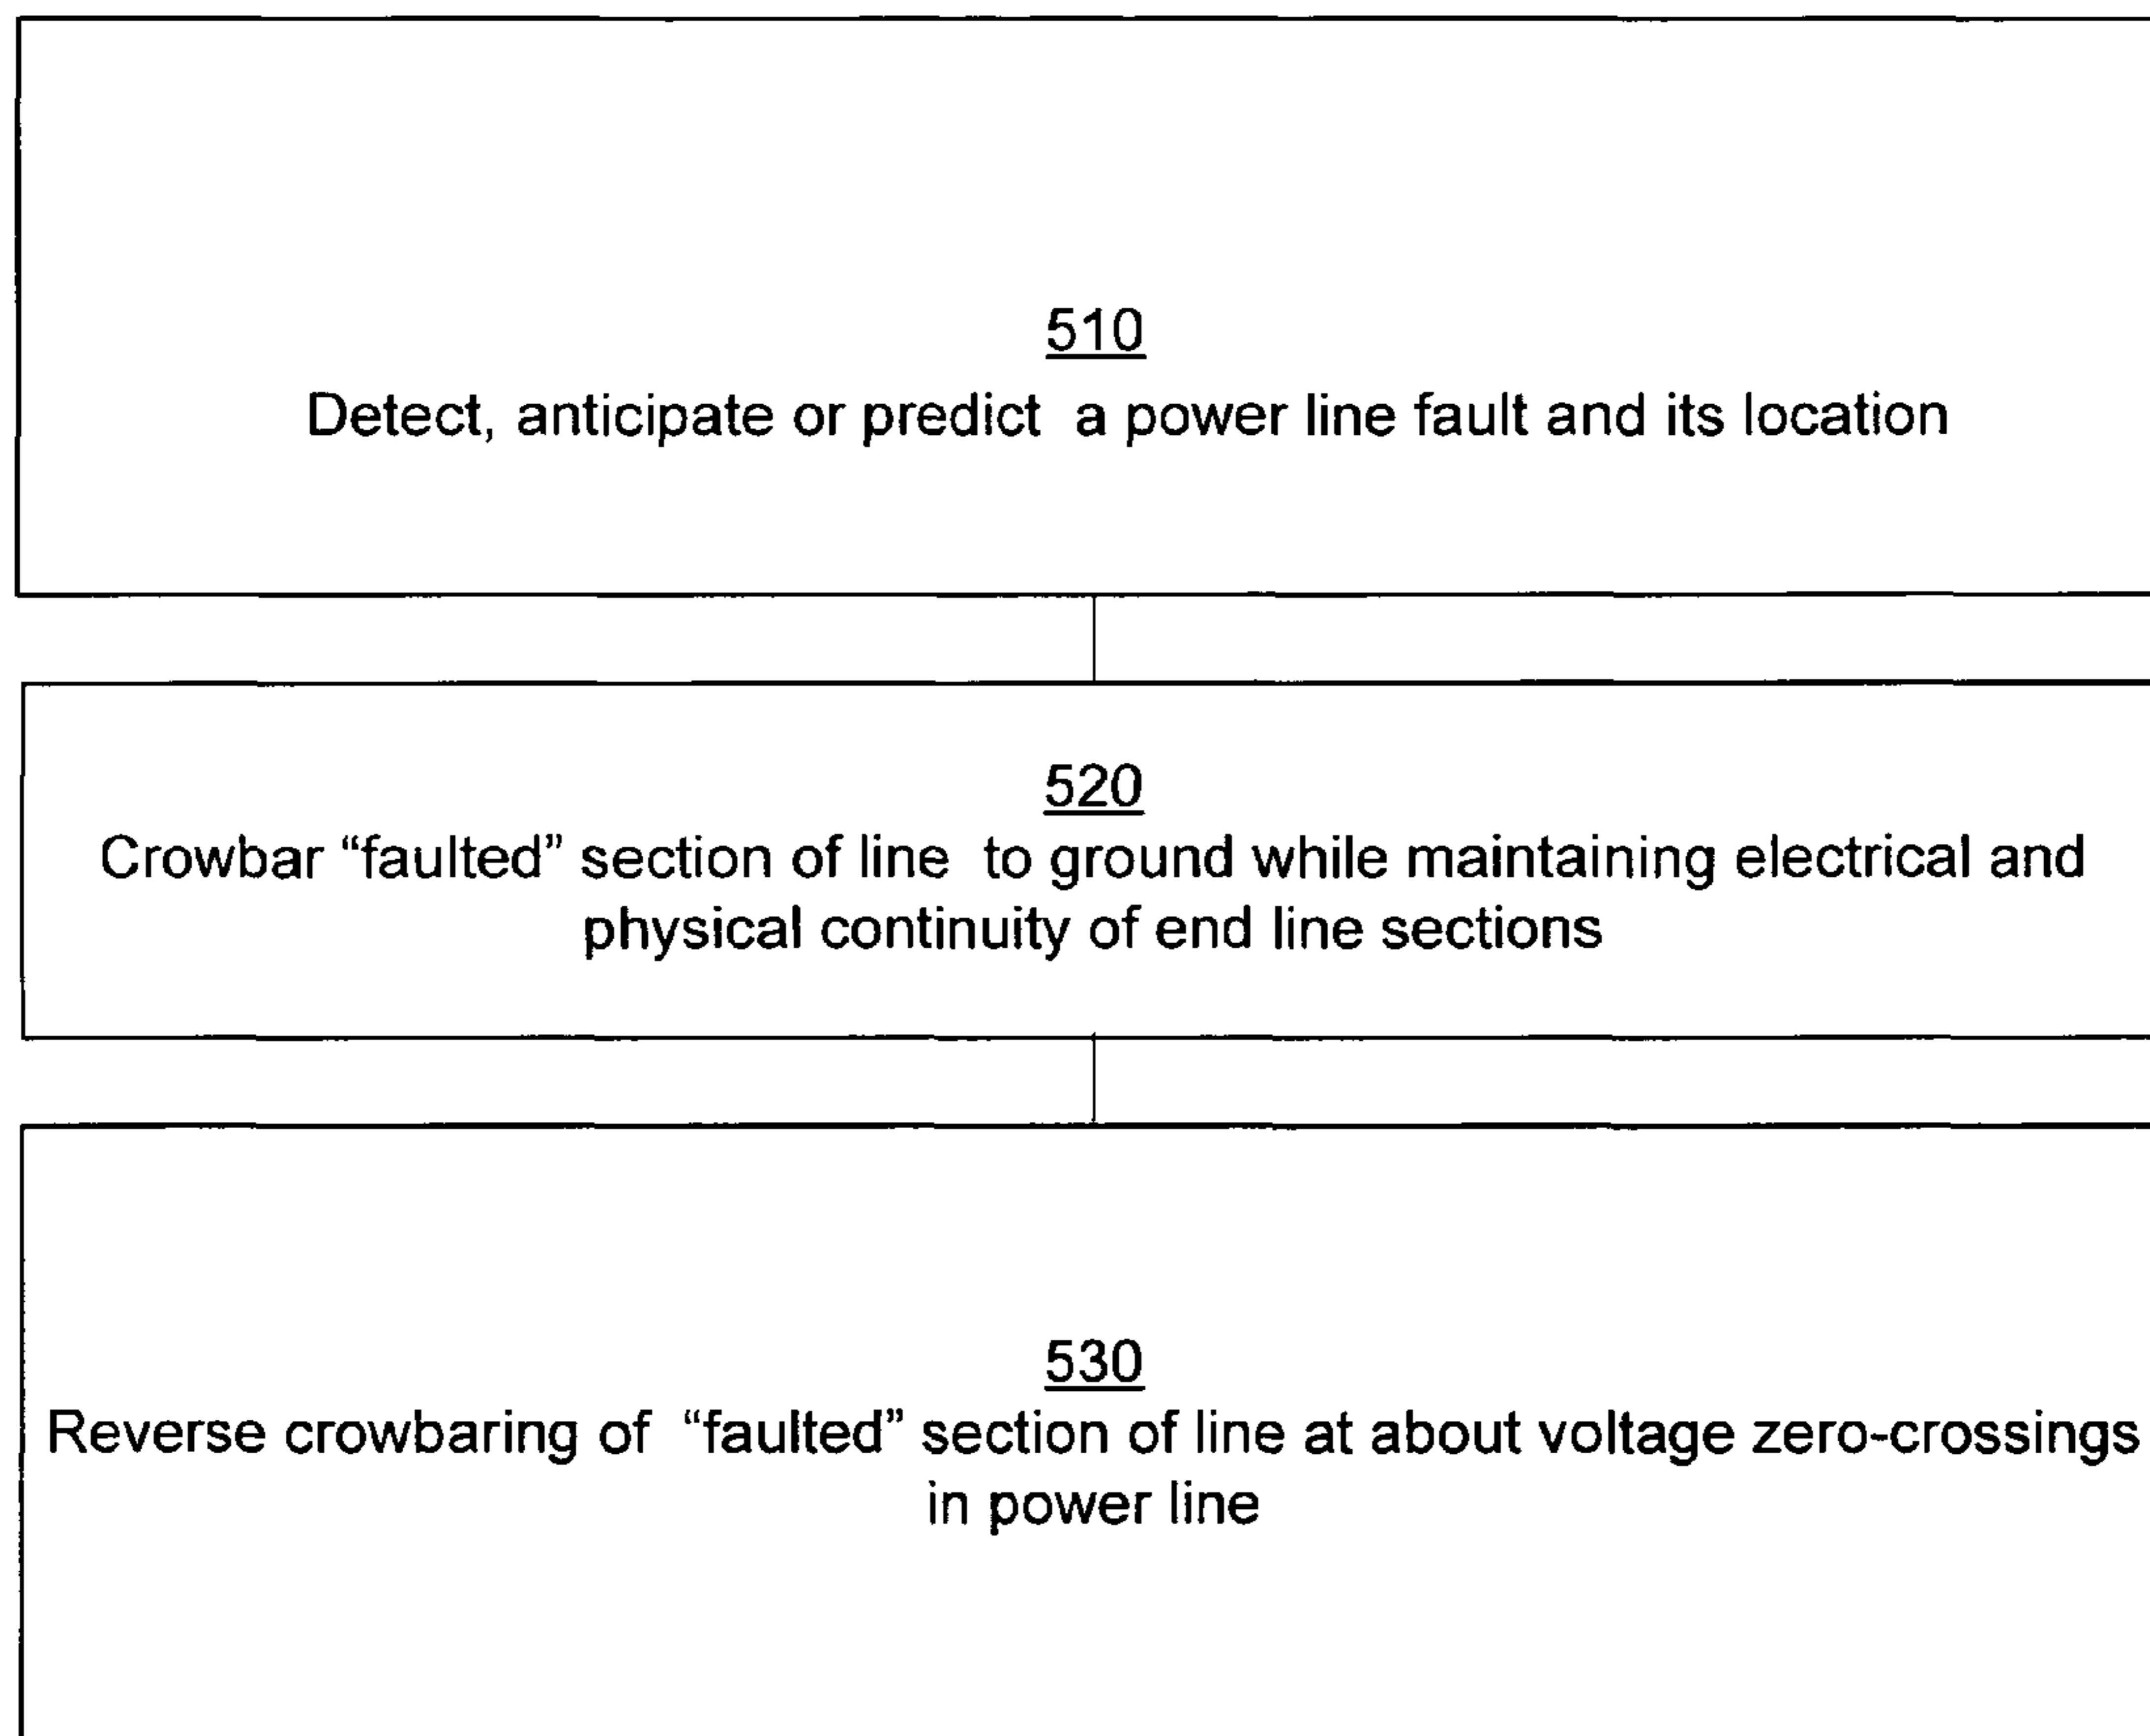 510
Detect, anticipate or predict a power line fault and its location
520
Crowbar “faulted” section of line to ground while maintaining electrical and
physical continuity of end line sections
530
Reverse crowbaring of “faulted” section of line at about voltage zero-crossings
in power line